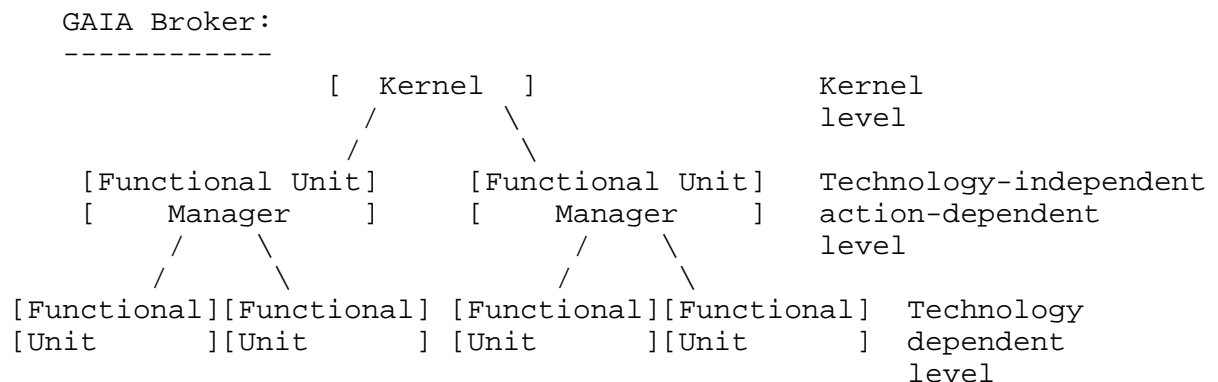 GAIA Broker:
------------
[  Kernel  ]                   Kernel
/        \                    level
/          \
[Functional Unit]      [Functional Unit]   Technology-independent
[     Manager    ]      [    Manager     ]   action-dependent
/     \                  /     \        level
/       \                /       \
[Functional][Functional] [Functional][Functional]  Technology
[Unit      ][Unit      ] [Unit      ][Unit      ]  dependent
level